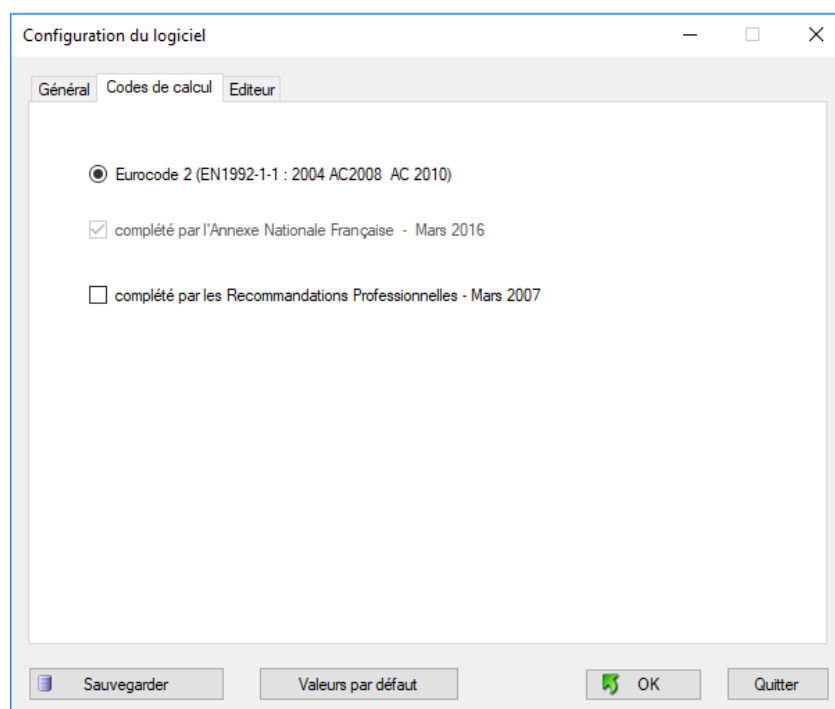 Configuration du logiciel
Général Codes de calcul Editeur
Eurocode 2 (EN1992-1-1 : 2004 AC2008 AC 2010)
complété par l'Annexe Nationale Française - Mars 2016
complété par les Recommandations Professionnelles - Mars 2007
Sauvegarder Valeurs par défaut OK Quitter